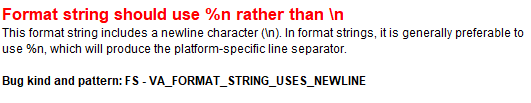 Format string should use %n rather than \n
This format string includes a newline character (\n). In format strings, it is generally preferable to
use %n, which will produce the platform-specific line separator.
Bug kind and pattern: FS - VA_FORMAT_STRING_USES_NEWLINE